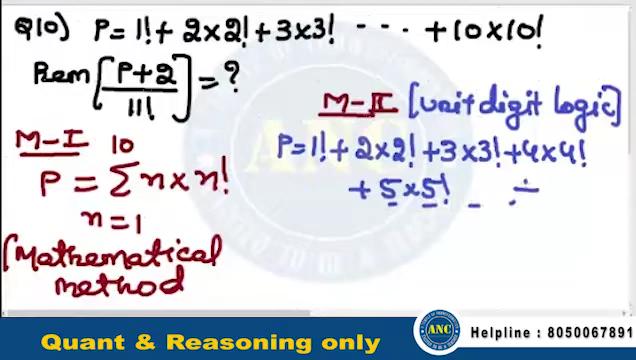 Q10) P = 1! + 2×2! + 3×3! ---- + 10×10!
Rem [P+2 / 11!] = ?
M-II [Unit digit logic]
P = 1! + 2×2! + 3×3! + 4×4!
+ 5×5! - ÷
M-I
10
P = Σ n×n!
n=1
[Mathematical
method
ANC
Quant & Reasoning only
ANC
Helpline : 8050067891